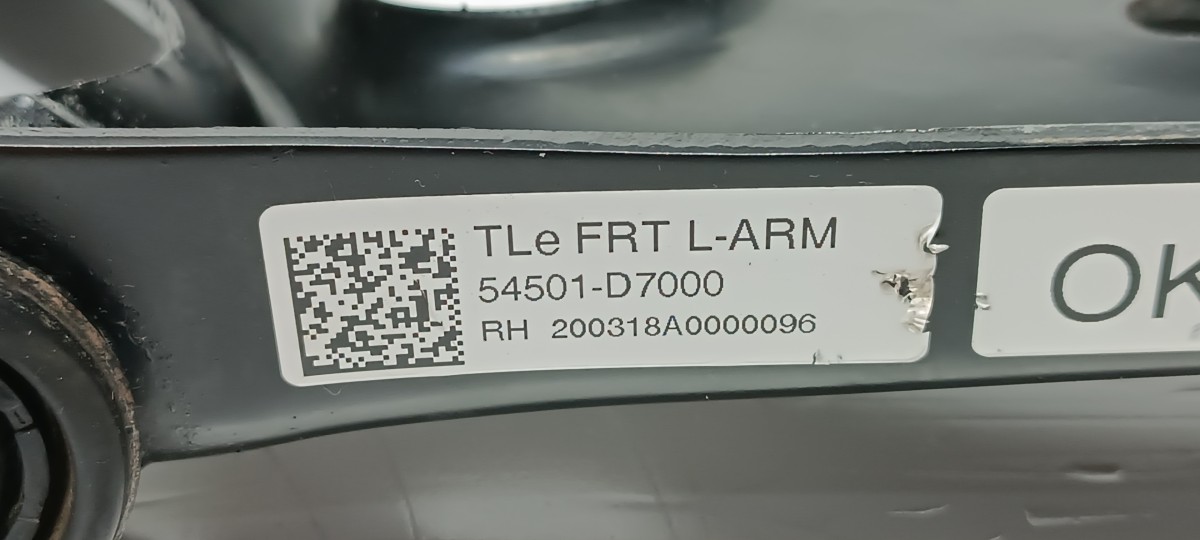 TLe FRT L-ARM
54501-D7000
RH 200318A0000096
OK